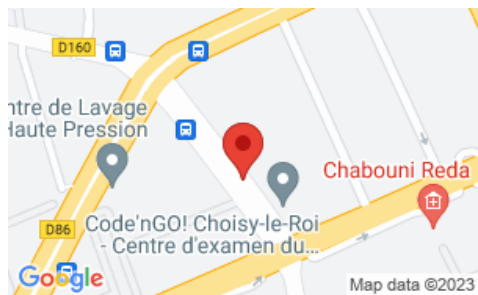 D160
ntre de Lavage
Haute Pression
Chabouni Reda
Code'nGO! Choisy-le-Roi
- Centre d'examen du...
D86
Google
Map data ©2023